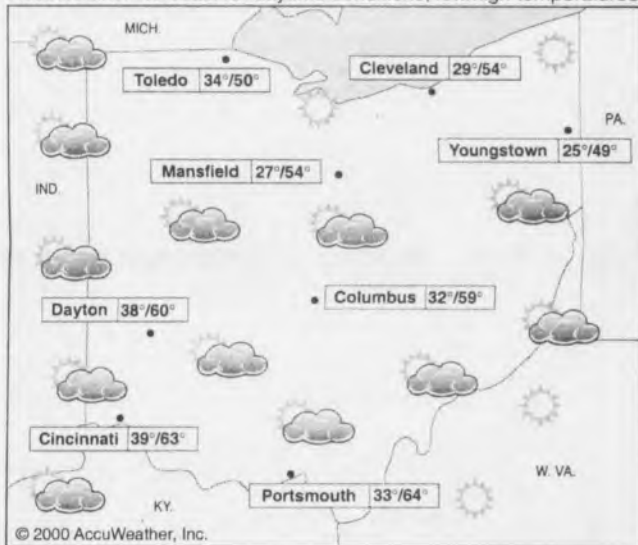 MICH.
Toledo 34°/50°
Cleveland 29°/54°
PA.
Youngstown 25°/49°
Mansfield 27°/54°
IND.
Columbus 32°/59°
Dayton 38°/60°
Cincinnati 39°/63°
W. VA.
Portsmouth 33°/64°
KY.
© 2000 AccuWeather, Inc.